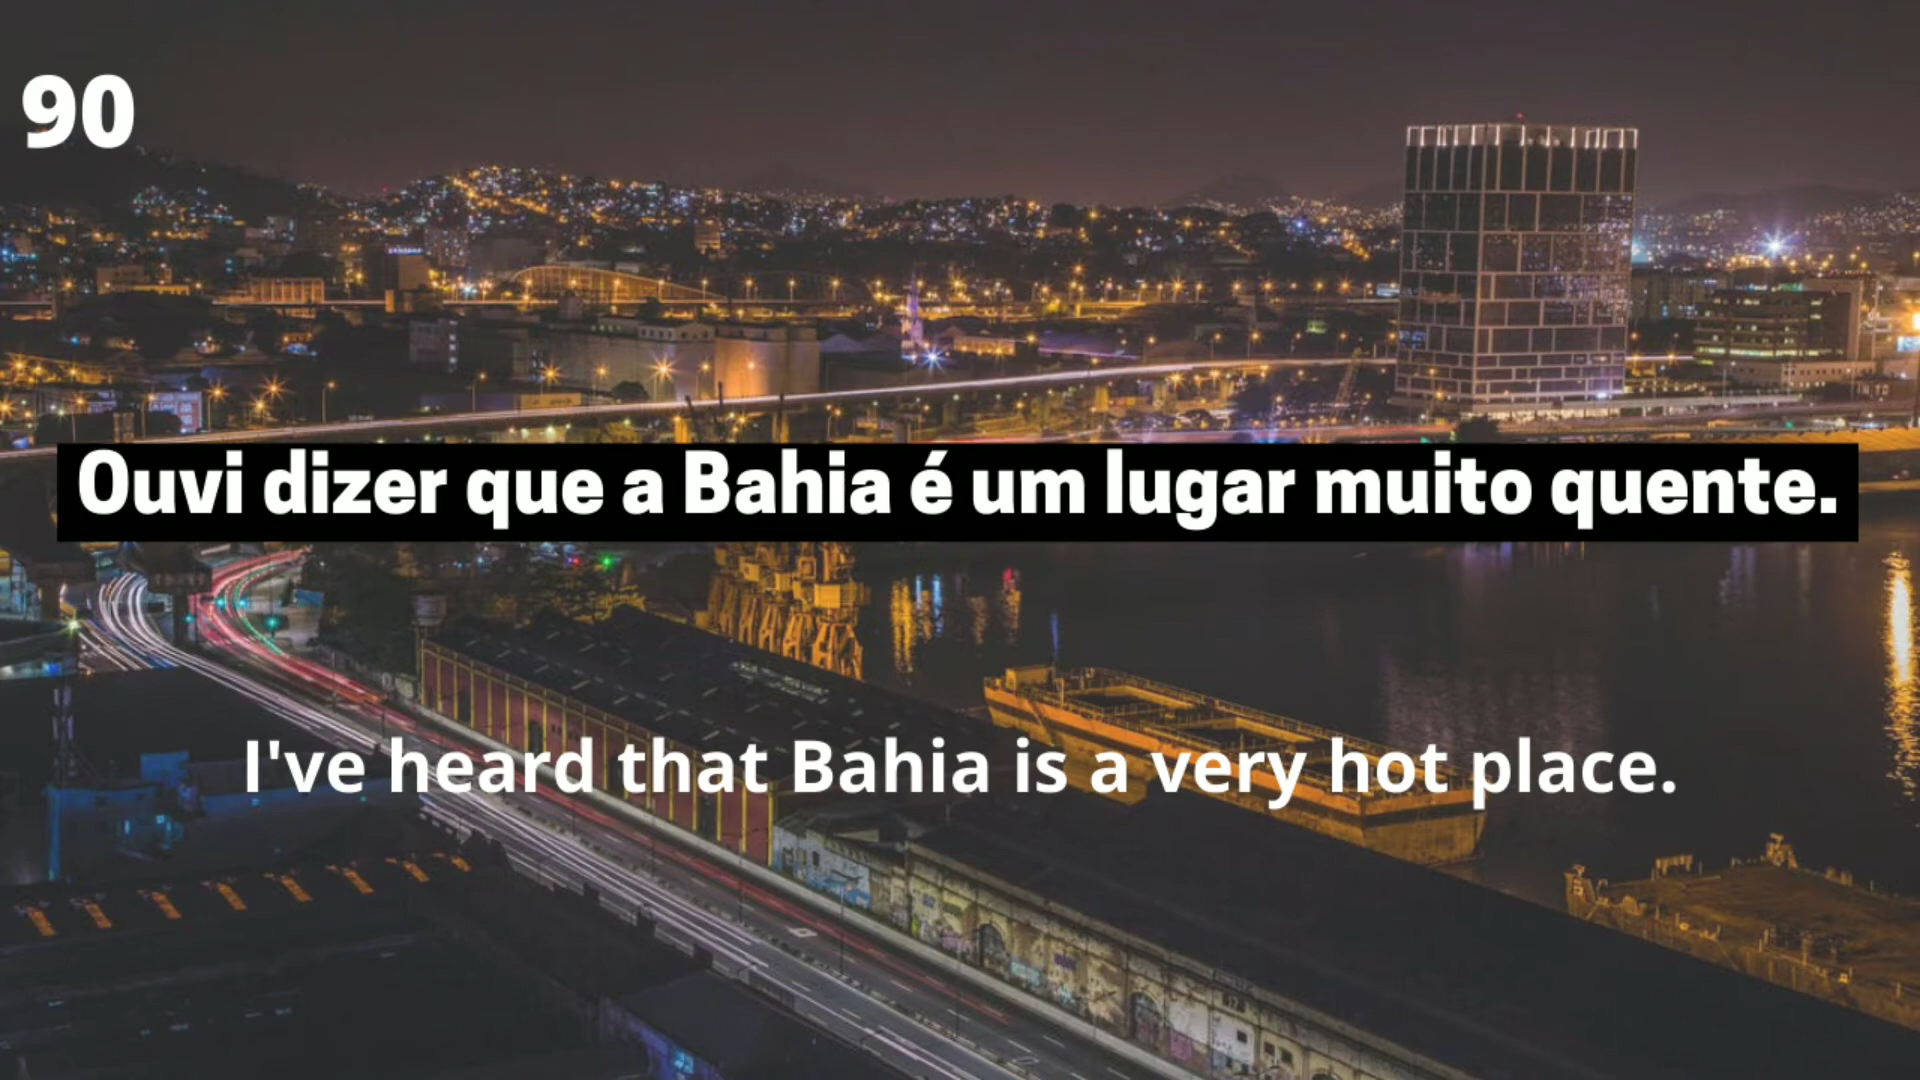 90
Ouvi dizer que a Bahia é um lugar muito quente.
I've heard that Bahia is a very hot place.